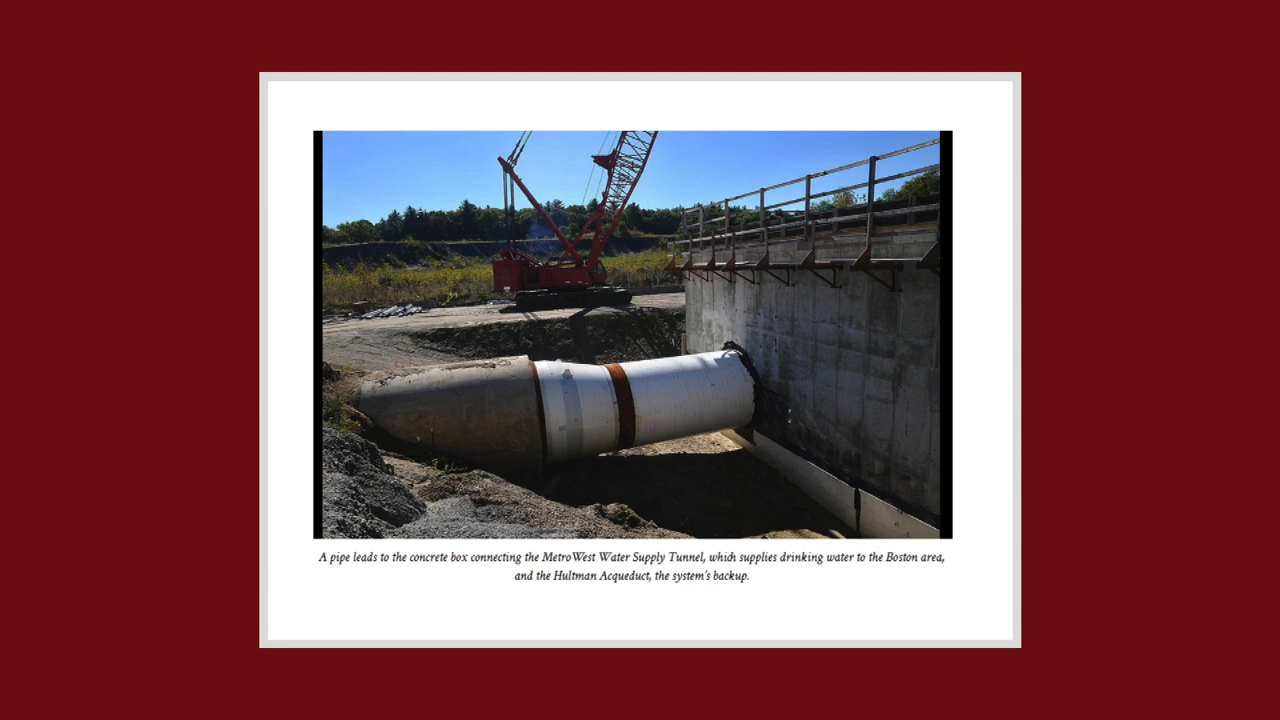 A pipe leads to the concrete box connecting the MetroWest Water Supply Tunnel, which supplies drinking water to the Boston area,
and the Hultman Acqueduct, the system's backup.